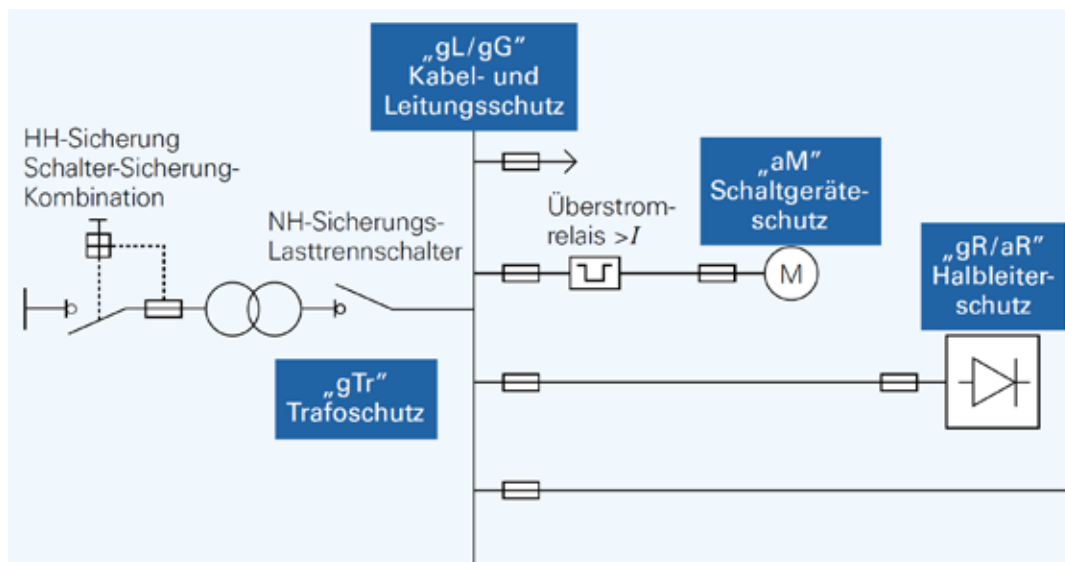 „gL/gG”
Kabel- und
Leitungsschutz
HH-Sicherung
Schalter-Sicherung-
Kombination
NH-Sicherungs-
Lasttrennschalter
Überstrom-
relais >I
„aM”
Schaltgeräte-
schutz
M
„gR/aR”
Halbleiter-
schutz
„gTr”
Trafoschutz